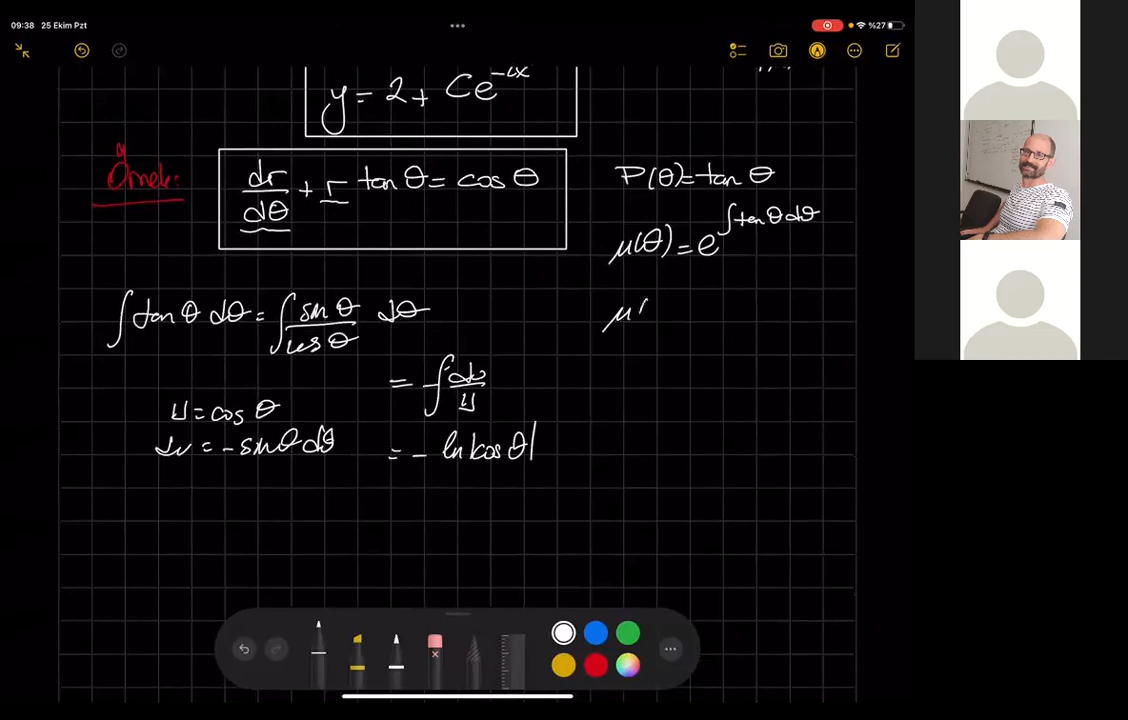 09:38 25 Ekim Pzt
%27
y = 2 + Ce^{-2x}
Örnek:
dr/dθ + r tan θ = cos θ
P(θ) = tan θ
μ(θ) = e^{∫tan θ dθ}
∫ tan θ dθ = ∫ sin θ / cos θ dθ
μ(
= -∫ du/u
u = cos θ
du = -sin θ dθ
= - ln|cos θ|